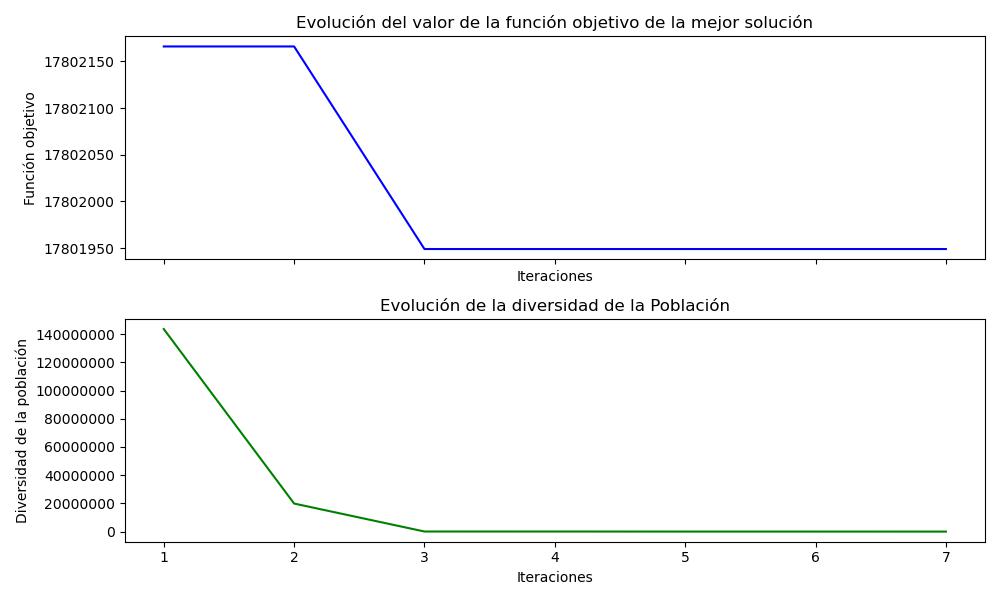 Evolución del valor de la función objetivo de la mejor solución
17802150
17802100
17802050
17802000
17801950
Función objetivo
Iteraciones
Evolución de la diversidad de la Población
140000000
120000000
100000000
80000000
60000000
40000000
20000000
0
Diversidad de la población
1 2 3 4 5 6 7
Iteraciones